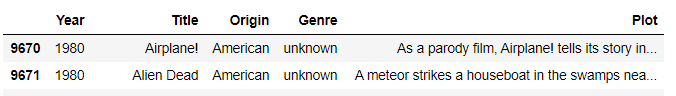 Year Title Origin Genre Plot
9670 1980 Airplane! American unknown As a parody film, Airplane! tells its story in...
9671 1980 Alien Dead American unknown A meteor strikes a houseboat in the swamps nea...